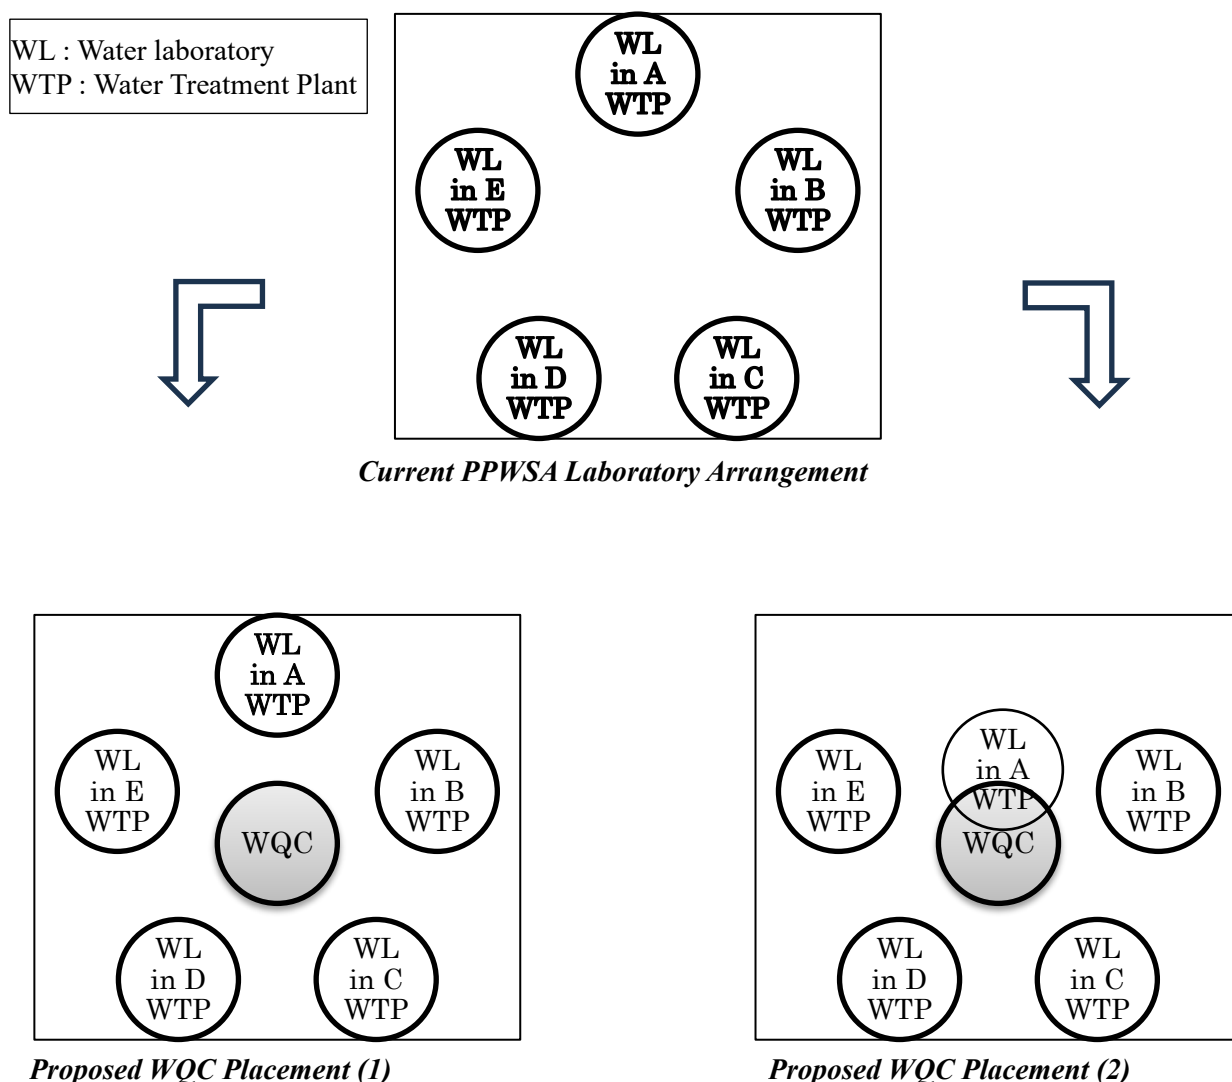 WL : Water laboratory
WTP : Water Treatment Plant
WL
in A
WTP
WL
in E
WTP
WL
in B
WTP
WL
in D
WTP
WL
in C
WTP
Current PPWSA Laboratory Arrangement
WL
in A
WTP
WL
in E
WTP
WL
in B
WTP
WQC
WL
in D
WTP
WL
in C
WTP
Proposed WQC Placement (1)
WL
in A
WTP
WL
in E
WTP
WL
in B
WTP
WQC
WL
in D
WTP
WL
in C
WTP
Proposed WQC Placement (2)